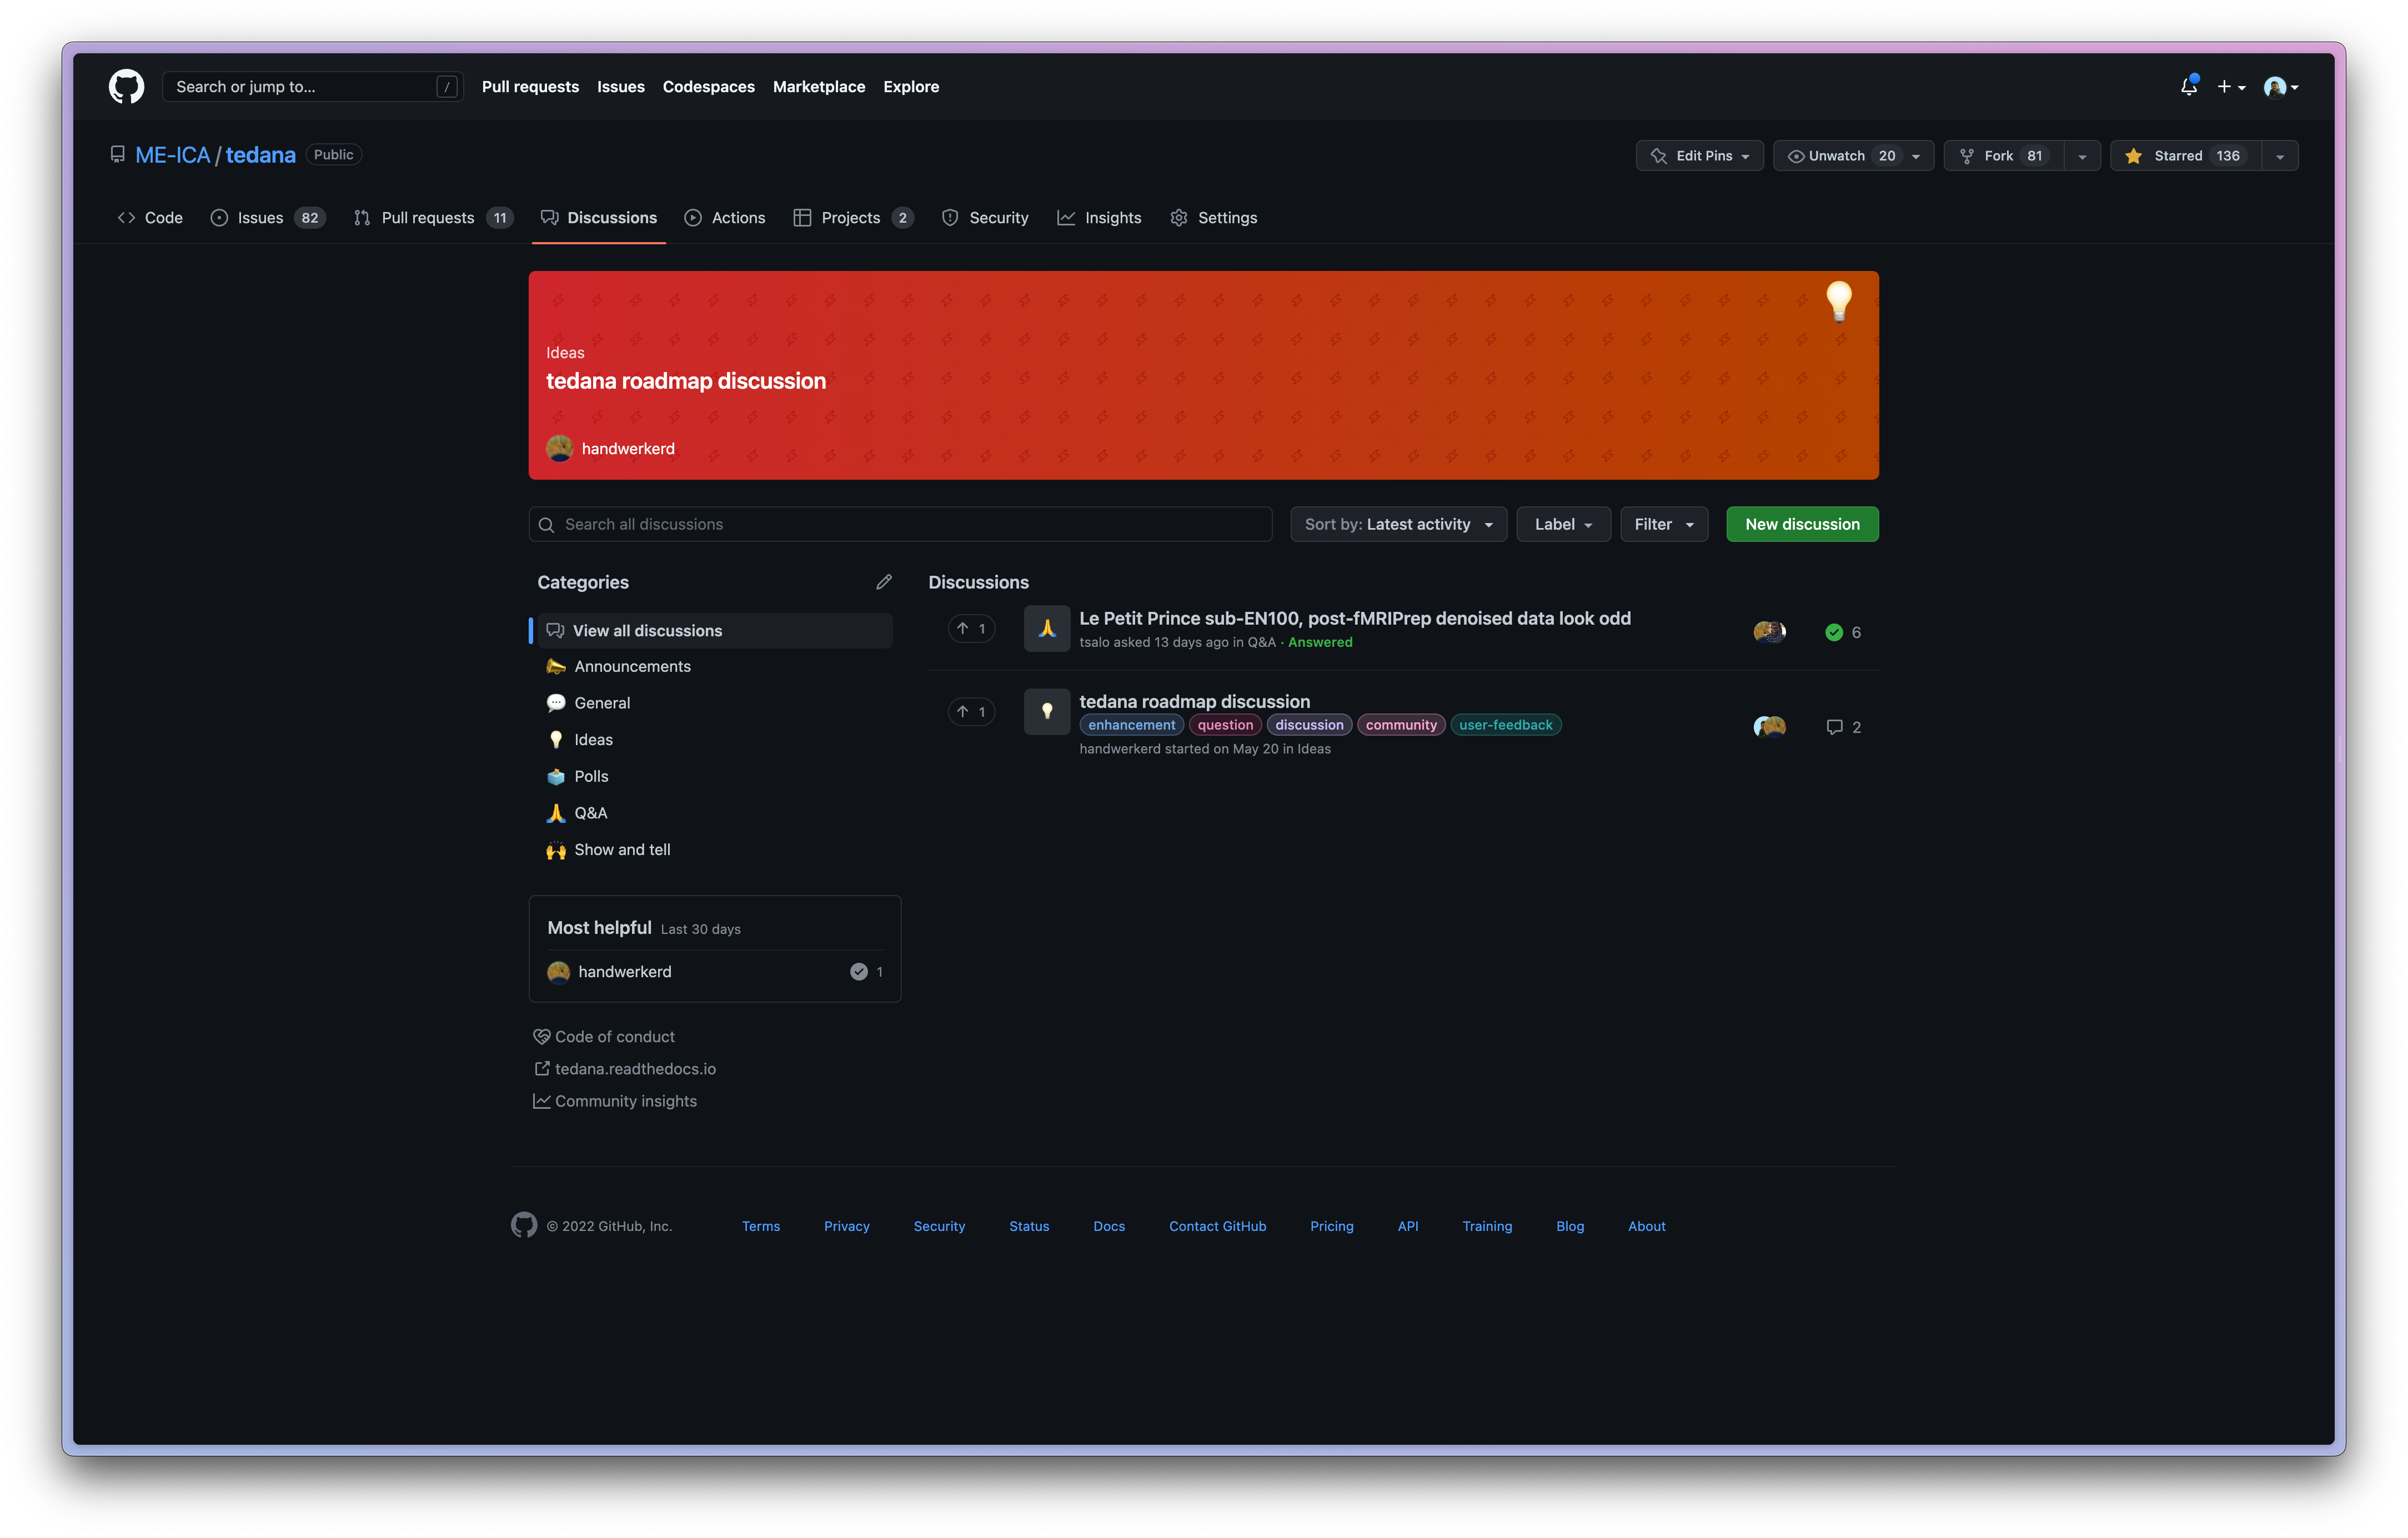 Search or jump to... /
Pull requests Issues Codespaces Marketplace Explore
ME-ICA / tedana Public
Edit Pins Unwatch 20 Fork 81 Starred 136
Code Issues 82 Pull requests 11 Discussions Actions Projects 2 Security Insights Settings
Ideas
tedana roadmap discussion
handwerkerd
Search all discussions
Sort by: Latest activity Label Filter New discussion
Categories
View all discussions
Announcements
General
Ideas
Polls
Q&A
Show and tell
Most helpful Last 30 days
handwerkerd 1
Code of conduct
tedana.readthedocs.io
Community insights
Discussions
1 Le Petit Prince sub-EN100, post-fMRIPrep denoised data look odd
tsalo asked 13 days ago in Q&A · Answered
6
1 tedana roadmap discussion
enhancement question discussion community user-feedback
handwerkerd started on May 20 in Ideas
2
© 2022 GitHub, Inc. Terms Privacy Security Status Docs Contact GitHub Pricing API Training Blog About